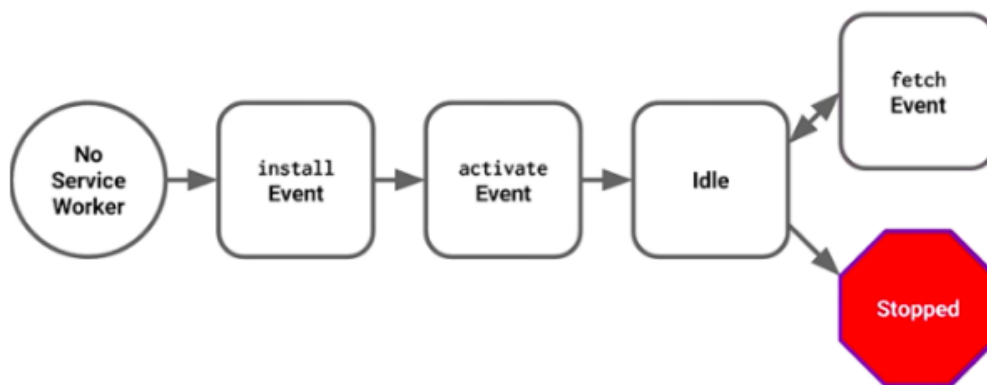 No
Service
Worker
install
Event
activate
Event
Idle
fetch
Event
Stopped